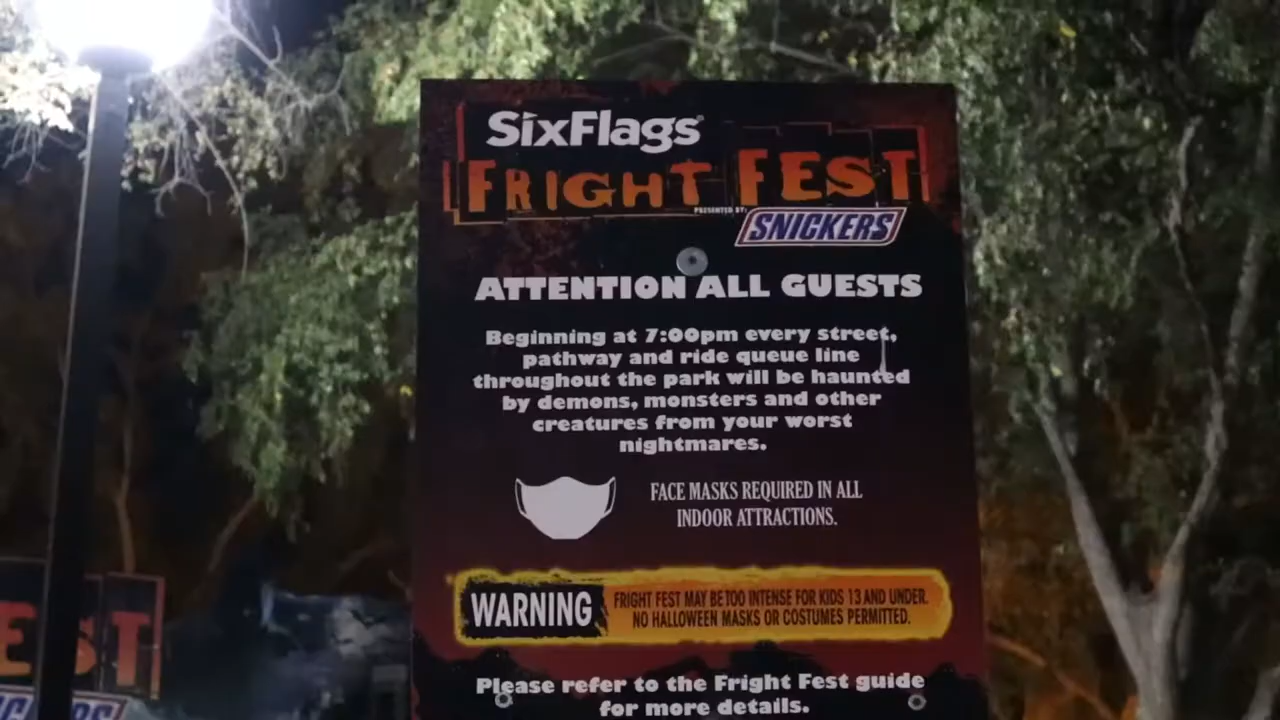 SixFlags
FRIGHT FEST
PRESENTED BY:
SNICKERS
ATTENTION ALL GUESTS
Beginning at 7:00pm every street,
pathway and ride queue line
throughout the park will be haunted
by demons, monsters and other
creatures from your worst
nightmares.
FACE MASKS REQUIRED IN ALL
INDOOR ATTRACTIONS.
WARNING
FRIGHT FEST MAY BE TOO INTENSE FOR KIDS 13 AND UNDER.
NO HALLOWEEN MASKS OR COSTUMES PERMITTED.
Please refer to the Fright Fest guide
for more details.
EST